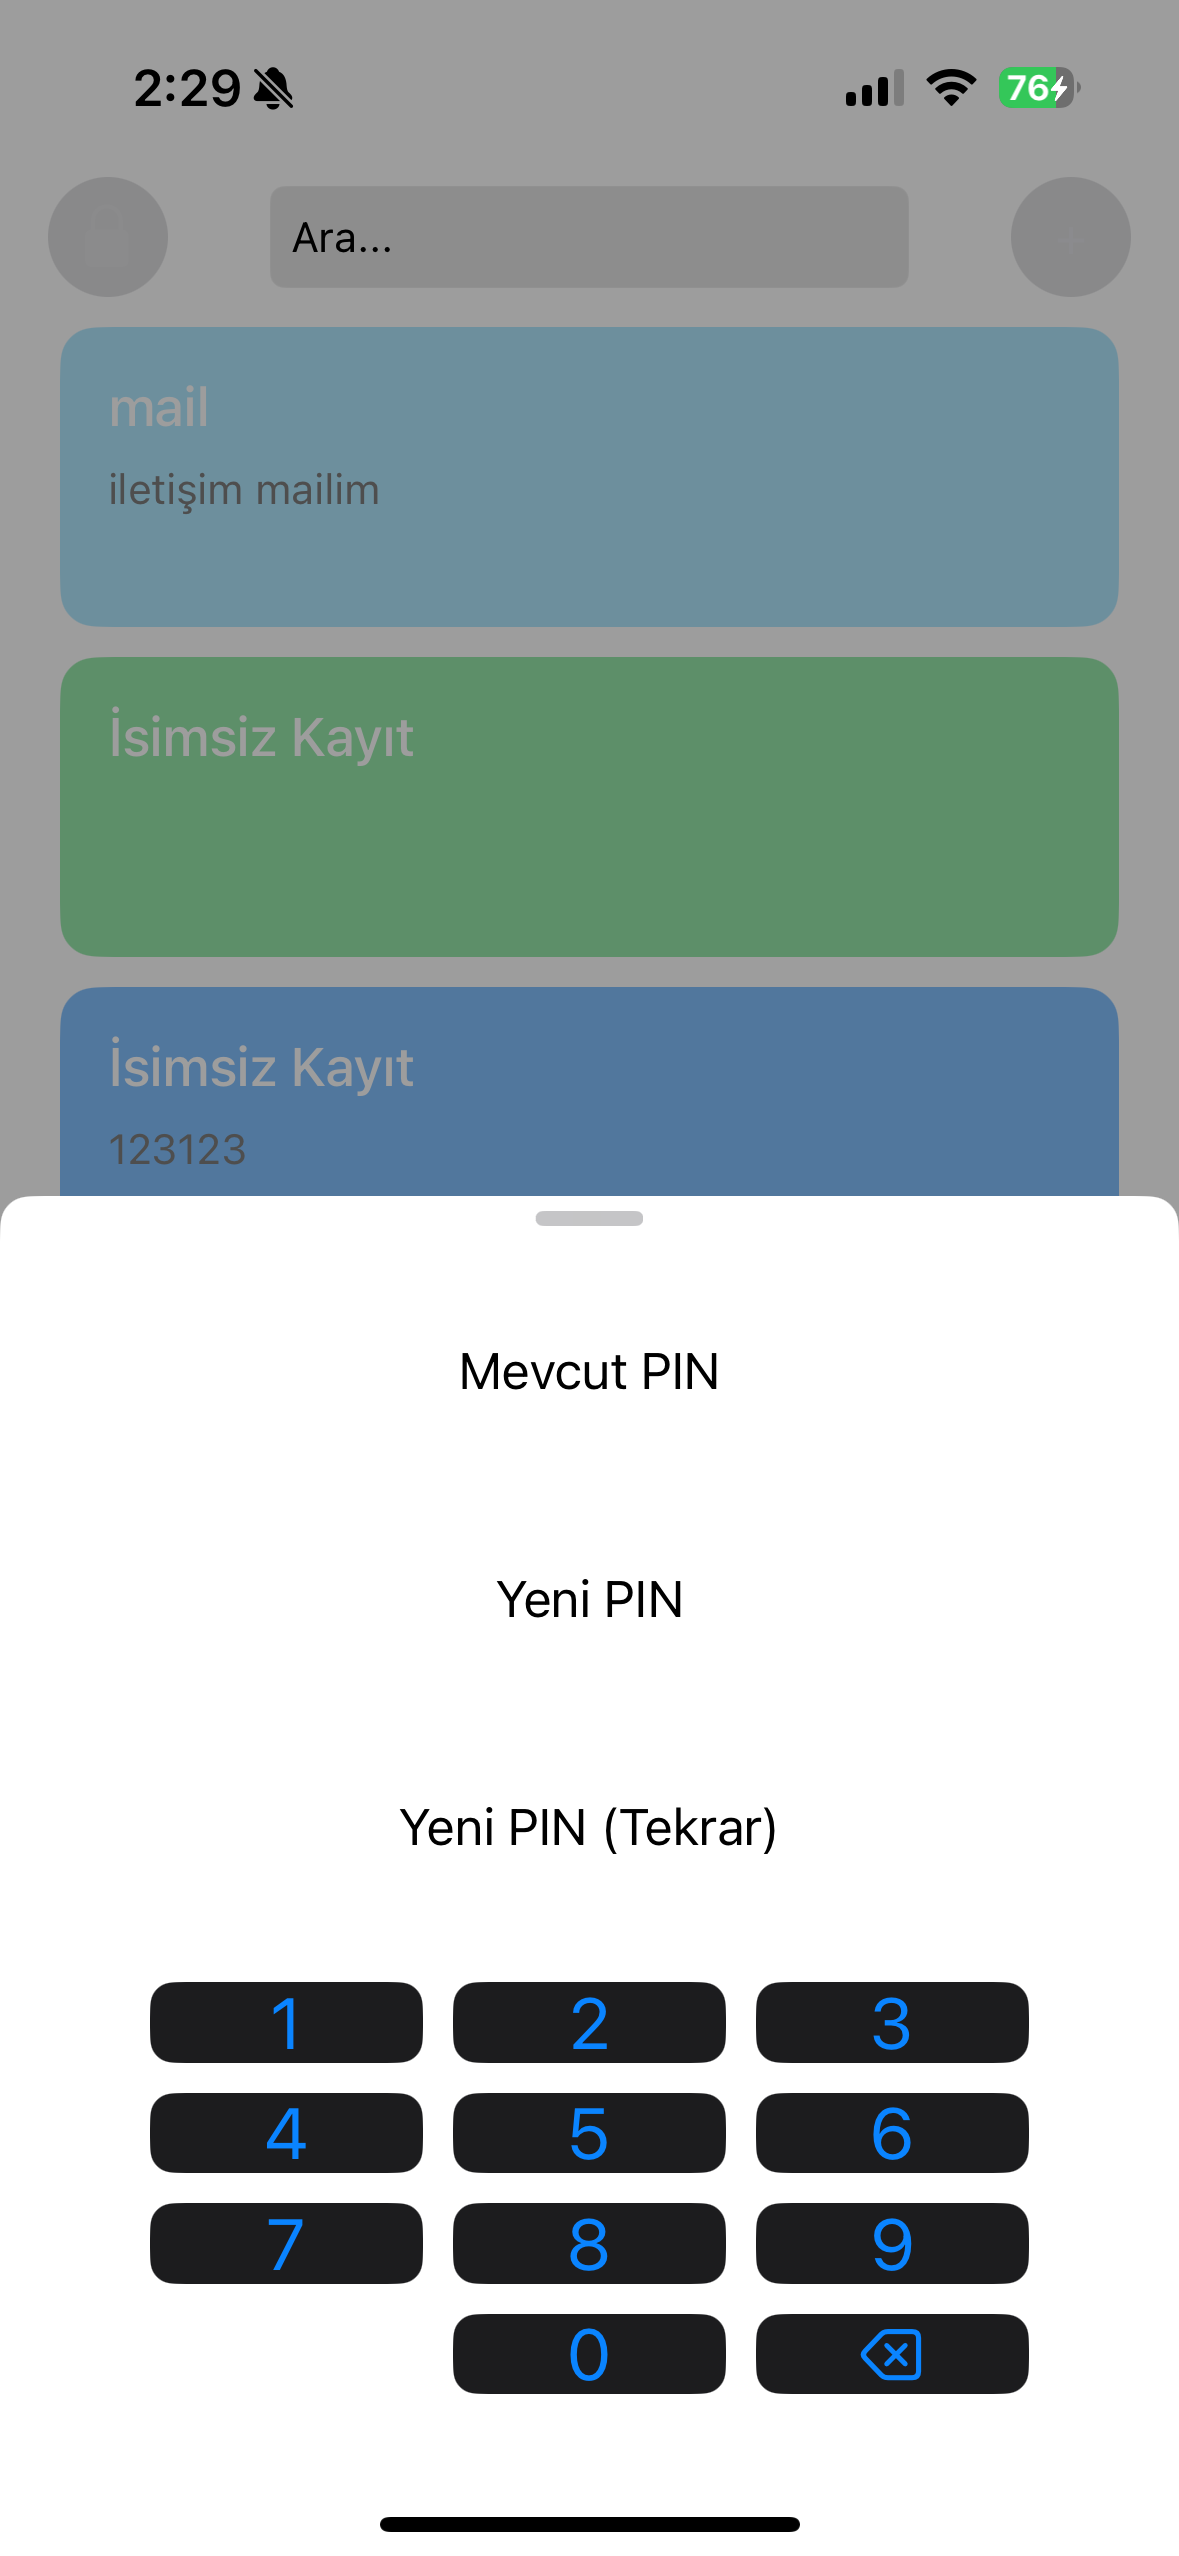 2:29
76
Ara...
mail
iletişim mailim
İsimsiz Kayıt
İsimsiz Kayıt
123123
Mevcut PIN
Yeni PIN
Yeni PIN (Tekrar)
1 2 3
4 5 6
7 8 9
0